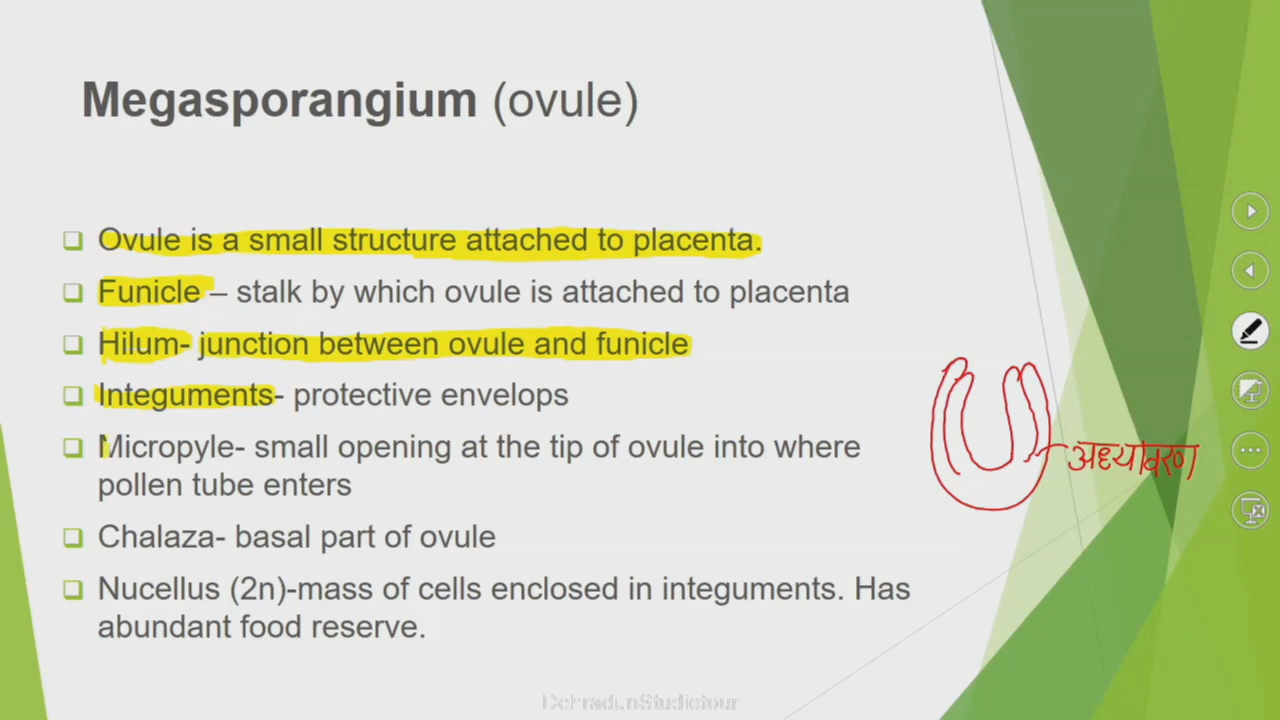 Megasporangium (ovule)
Ovule is a small structure attached to placenta.
Funicle – stalk by which ovule is attached to placenta
Hilum- junction between ovule and funicle
Integuments- protective envelops
Micropyle- small opening at the tip of ovule into where
pollen tube enters
अध्यावरण
Chalaza- basal part of ovule
Nucellus (2n)-mass of cells enclosed in integuments. Has
abundant food reserve.
DehradunStudietour